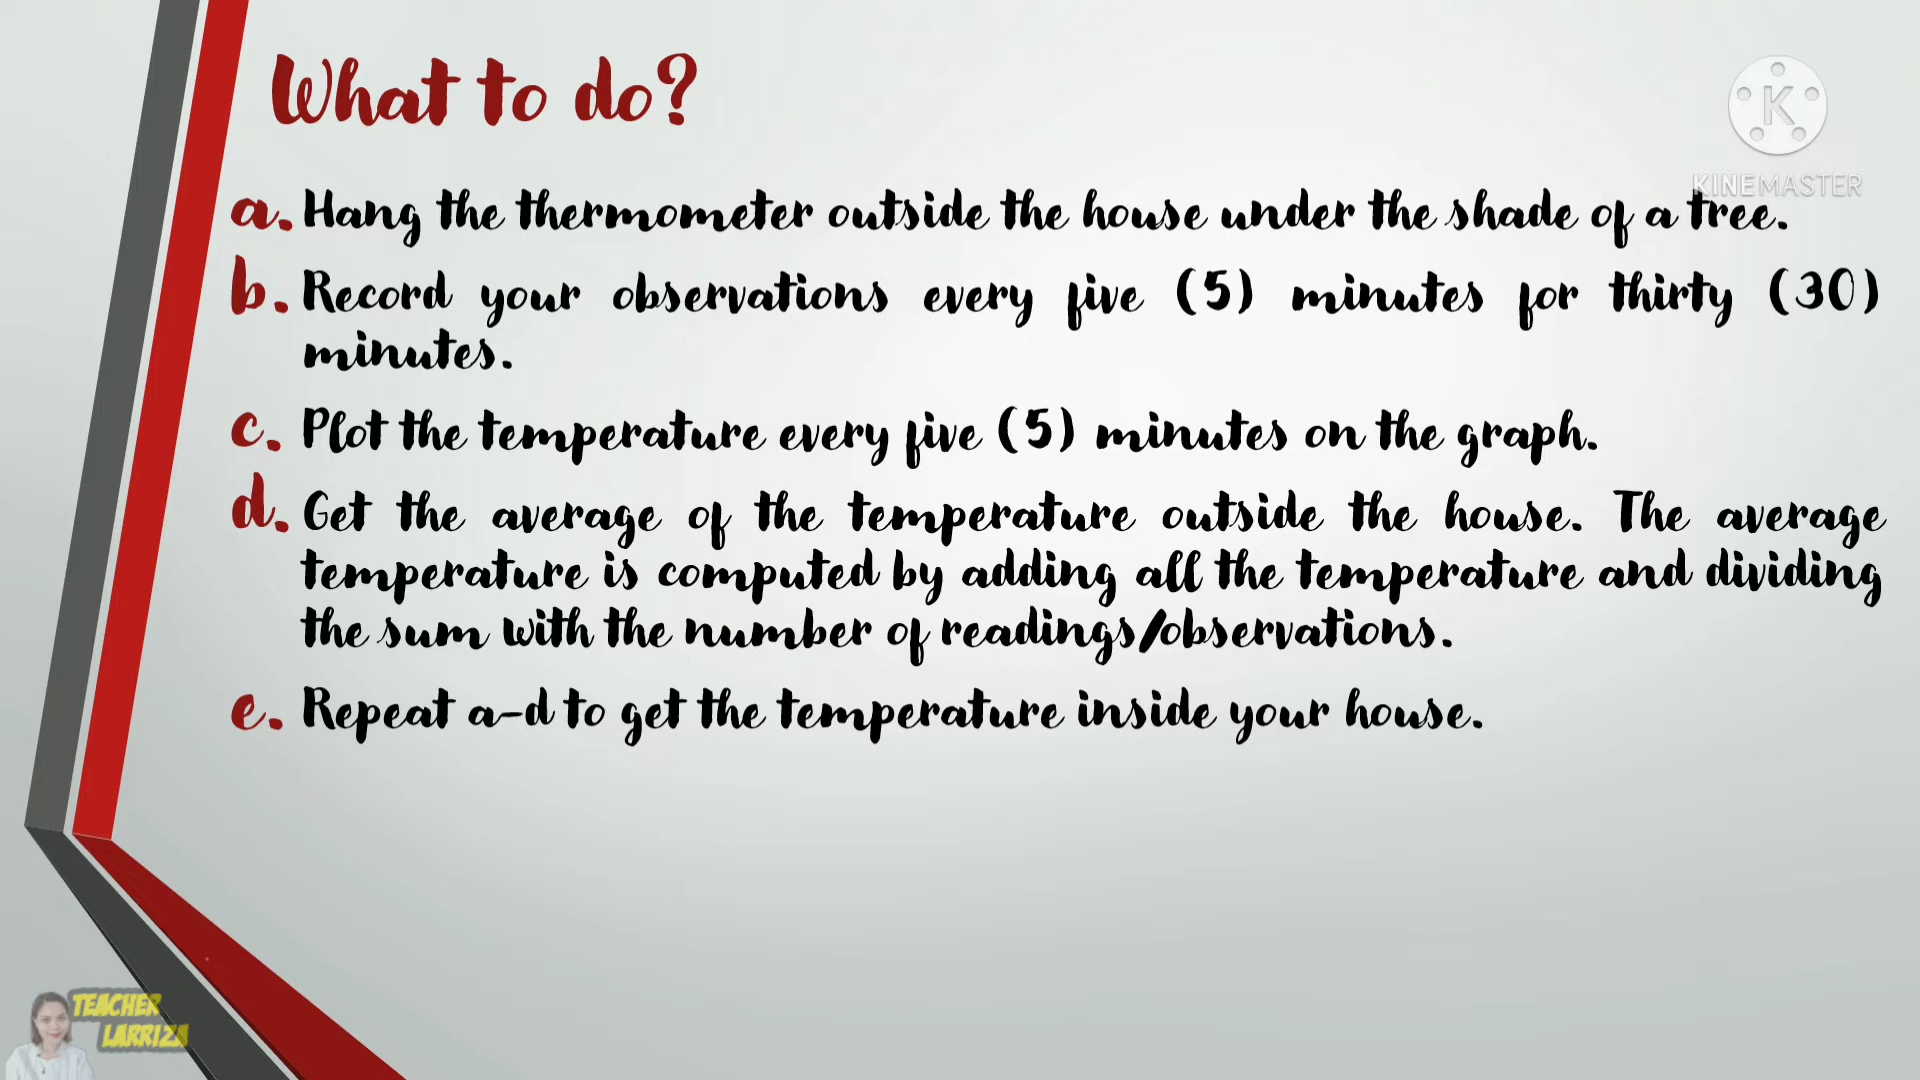 What to do?
KINEMASTER
a. Hang the thermometer outside the house under the shade of a tree.
b. Record your observations every five (5) minutes for thirty (30)
minutes.
c. Plot the temperature every five (5) minutes on the graph.
d. Get the average of the temperature outside the house. The average
temperature is computed by adding all the temperature and dividing
the sum with the number of readings/observations.
e. Repeat a-d to get the temperature inside your house.
TEACHER
LARRIZA